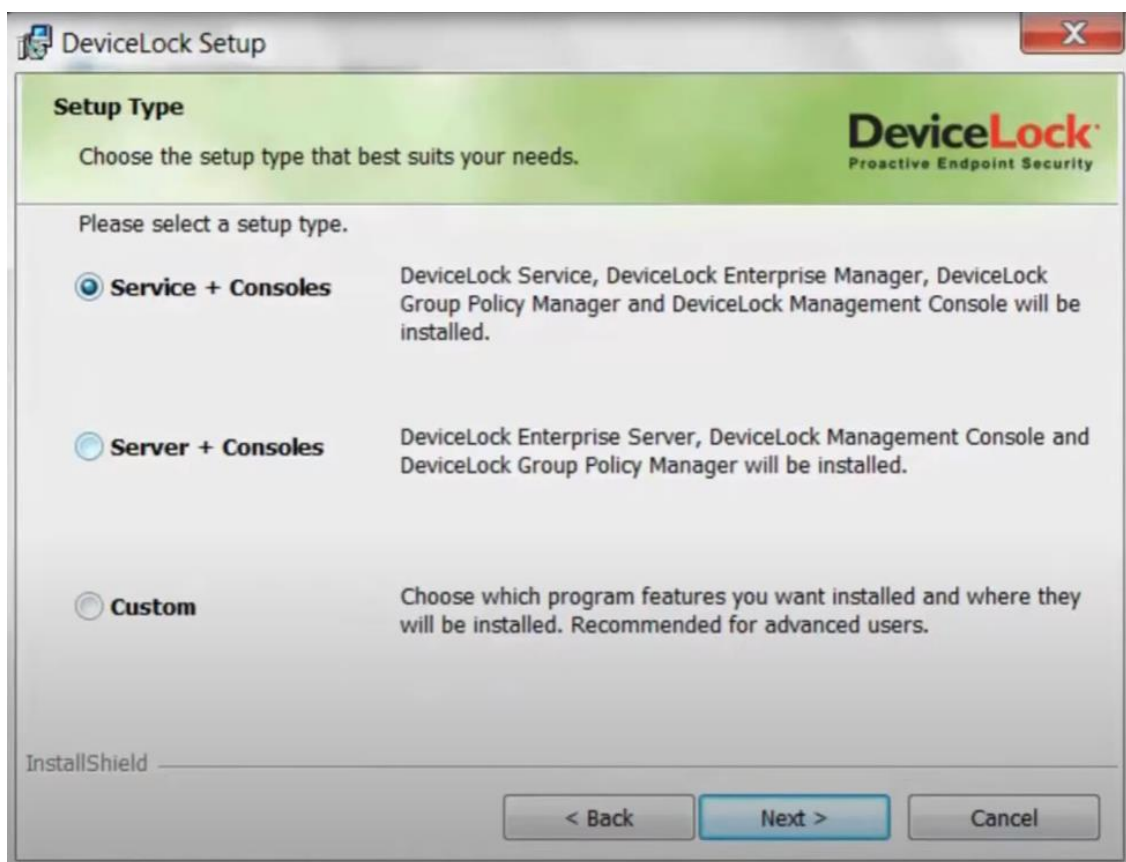 DeviceLock Setup
Setup Type
Choose the setup type that best suits your needs.
DeviceLock
Proactive Endpoint Security
Please select a setup type.
Service + Consoles
DeviceLock Service, DeviceLock Enterprise Manager, DeviceLock
Group Policy Manager and DeviceLock Management Console will be
installed.
Server + Consoles
DeviceLock Enterprise Server, DeviceLock Management Console and
DeviceLock Group Policy Manager will be installed.
Custom
Choose which program features you want installed and where they
will be installed. Recommended for advanced users.
InstallShield
< Back
Next >
Cancel